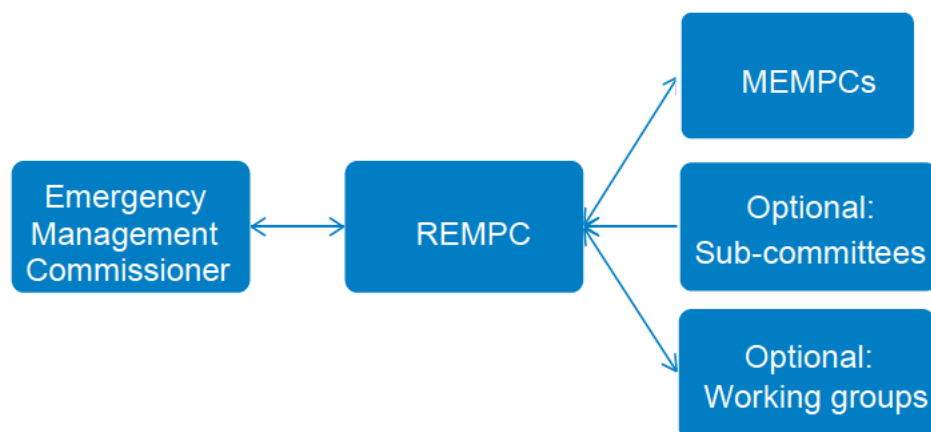 Emergency
Management
Commissioner
REMPC
MEMPCs
Optional:
Sub-committees
Optional:
Working groups